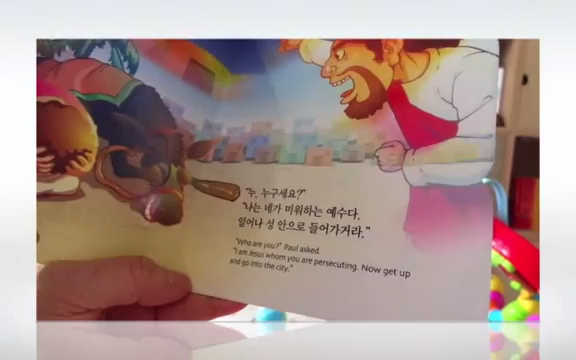 "누, 누구세요?"
"나는 네가 미워하는 예수다.
일어나 성 안으로 들어가거라."
"Who are you?" Paul asked.
"I am Jesus whom you are persecuting. Now get up
and go into the city."